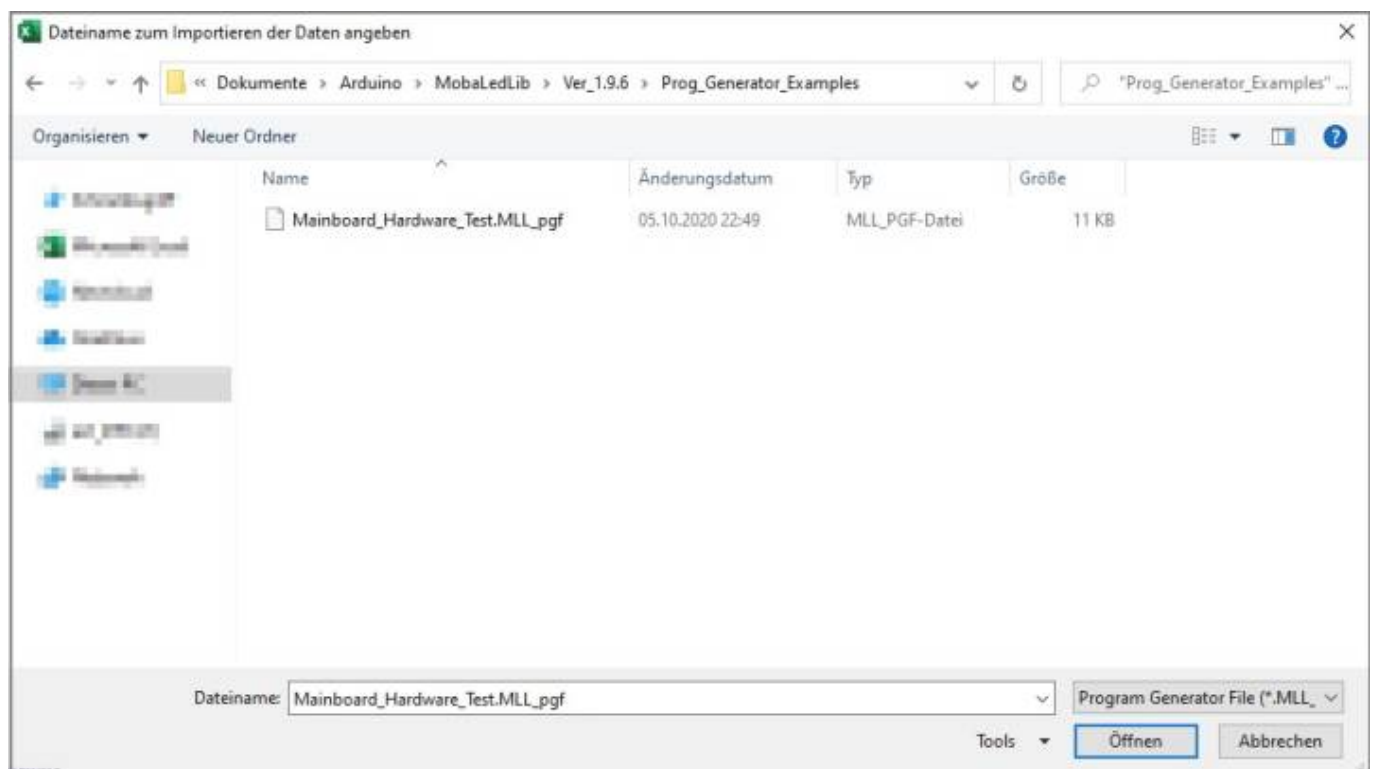 Dateiname zum Importieren der Daten angeben
« Dokumente > Arduino > MobaLedLib > Ver_1.9.6 > Prog_Generator_Examples
"Prog_Generator_Examples" ...
Organisieren Neuer Ordner
Name Änderungsdatum Typ Größe
Mainboard_Hardware_Test.MLL_pgf 05.10.2020 22:49 MLL_PGF-Datei 11 KB
Dateiname: Mainboard_Hardware_Test.MLL_pgf Program Generator File (*.MLL_
Tools Öffnen Abbrechen